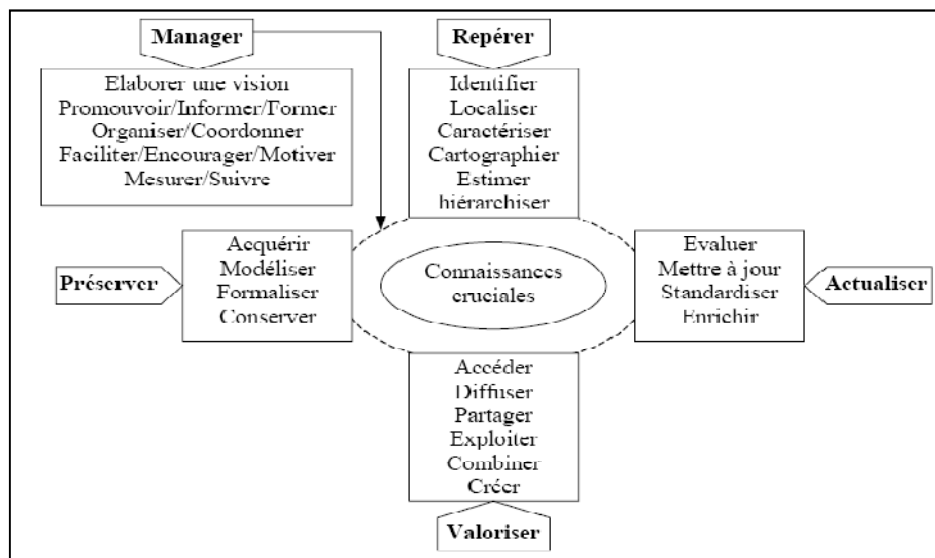 Manager
Elaborer une vision
Promouvoir/Informer/Former
Organiser/Coordonner
Faciliter/Encourager/Motiver
Mesurer/Suivre
Repérer
Identifier
Localiser
Caractériser
Cartographier
Estimer
hiérarchiser
Préserver
Acquérir
Modéliser
Formaliser
Conserver
Connaissances
cruciales
Evaluer
Mettre à jour
Standardiser
Enrichir
Actualiser
Accéder
Diffuser
Partager
Exploiter
Combiner
Créer
Valoriser